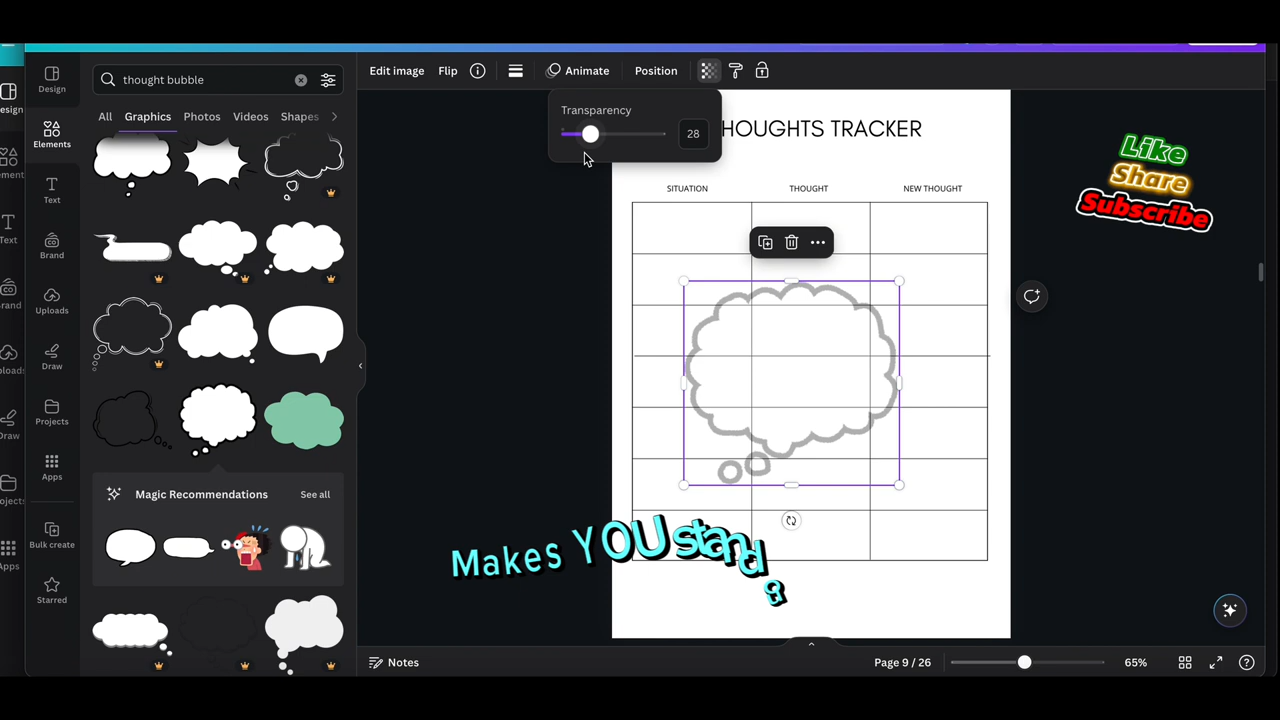 thought bubble
Edit image
Flip
Animate
Position
Design
Elements
Text
Brand
Uploads
Draw
Projects
Apps
Bulk create
Starred
All
Graphics
Photos
Videos
Shapes
Transparency
28
HOUGHTS TRACKER
SITUATION
THOUGHT
NEW THOUGHT
Like
Share
Subscribe
Magic Recommendations
See all
Makes YOU stand
Notes
Page 9 / 26
65%